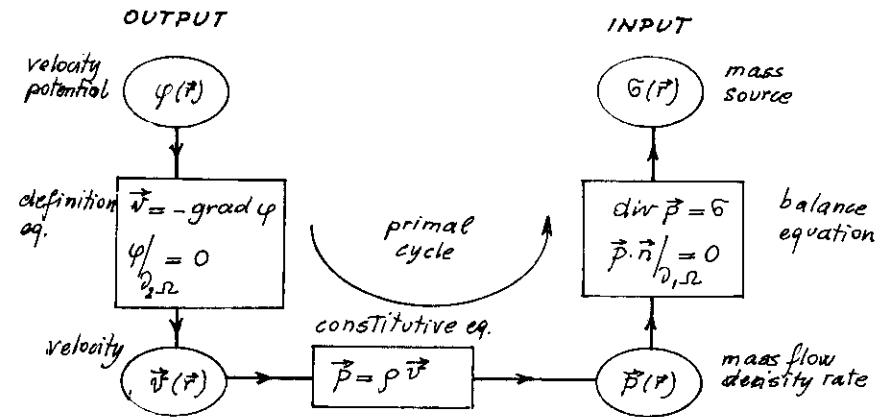 OUTPUT
INPUT
velocity
potential
φ(r⃗)
σ(r⃗)
mass
source
definition
eq.
v⃗ = - grad φ
φ/∂₂Ω = 0
primal
cycle
div p⃗ = σ
p⃗ · n⃗/∂₁Ω = 0
balance
equation
constitutive eq.
velocity
v⃗(r⃗)
p⃗ = ρ v⃗
p⃗(r⃗)
mass flow
density rate